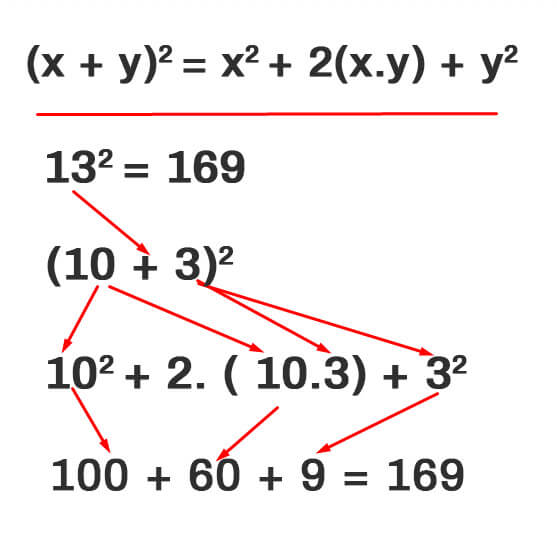 (x + y)² = x² + 2(x.y) + y²
13² = 169
(10 + 3)²
10² + 2. ( 10.3) + 3²
100 + 60 + 9 = 169